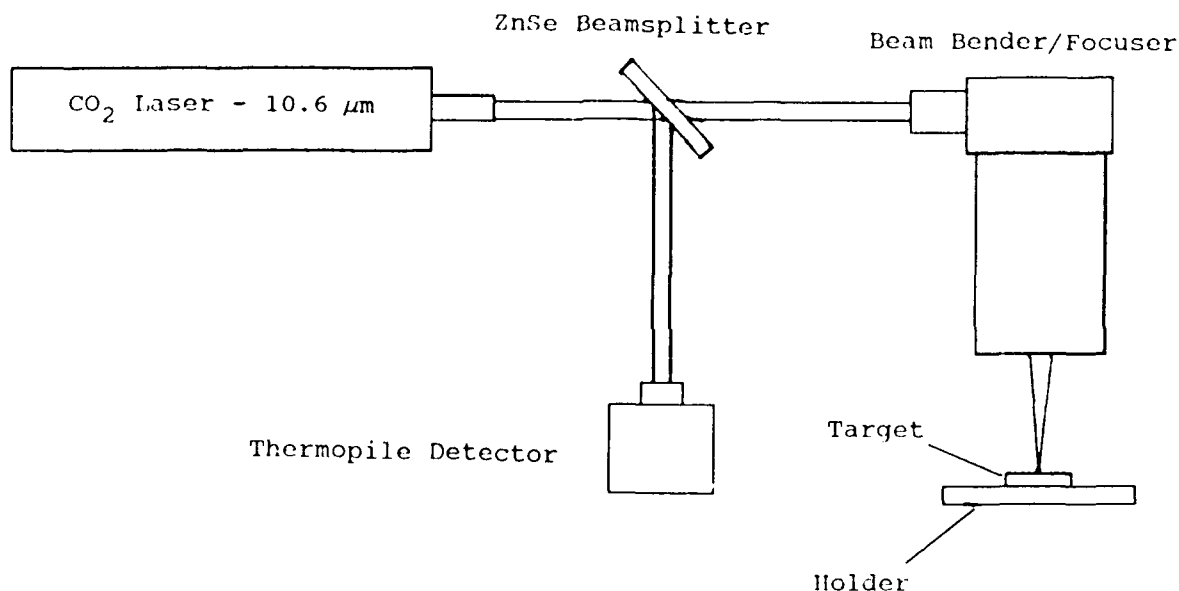 ZnSe Beamsplitter
Beam Bender/Focuser
CO₂ Laser - 10.6 μm
Thermopile Detector
Target
Holder